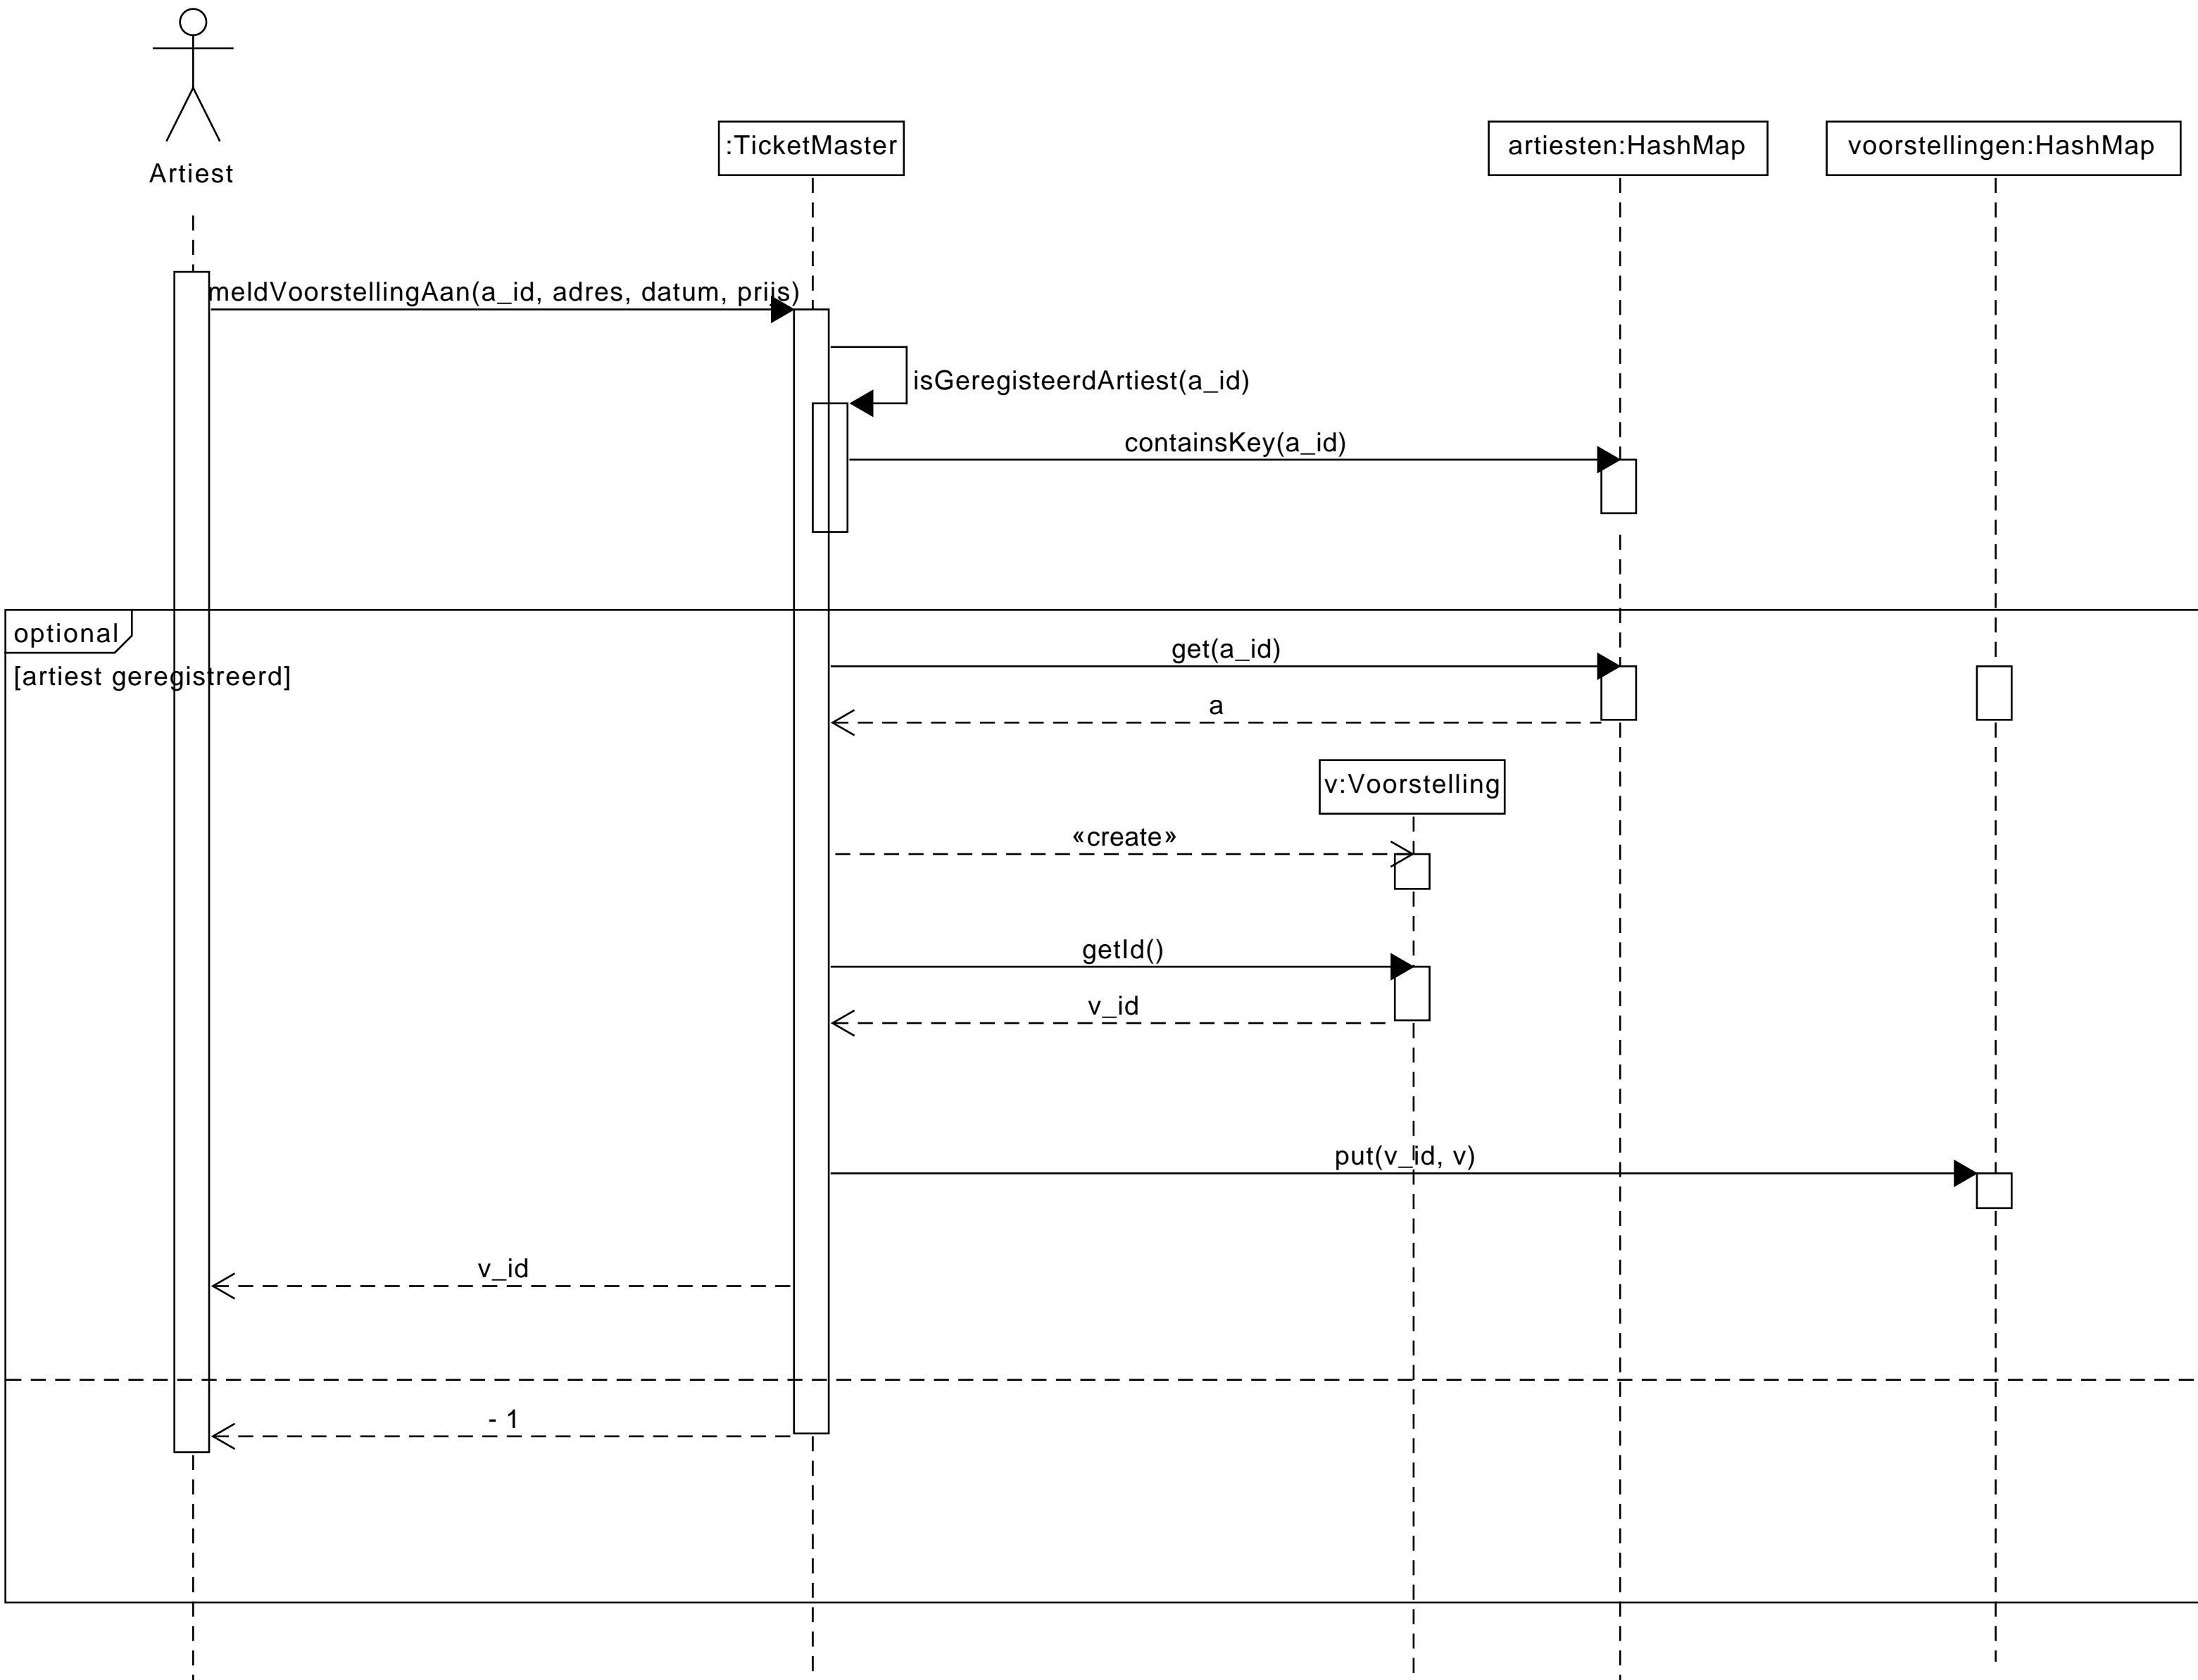 Artiest
:TicketMaster
artiesten:HashMap
voorstellingen:HashMap
meldVoorstellingAan(a_id, adres, datum, prijs)
isGeregisteerdArtiest(a_id)
containsKey(a_id)
optional
[artiest geregistreerd]
get(a_id)
a
v:Voorstelling
«create»
getId()
v_id
put(v_id, v)
v_id
- 1